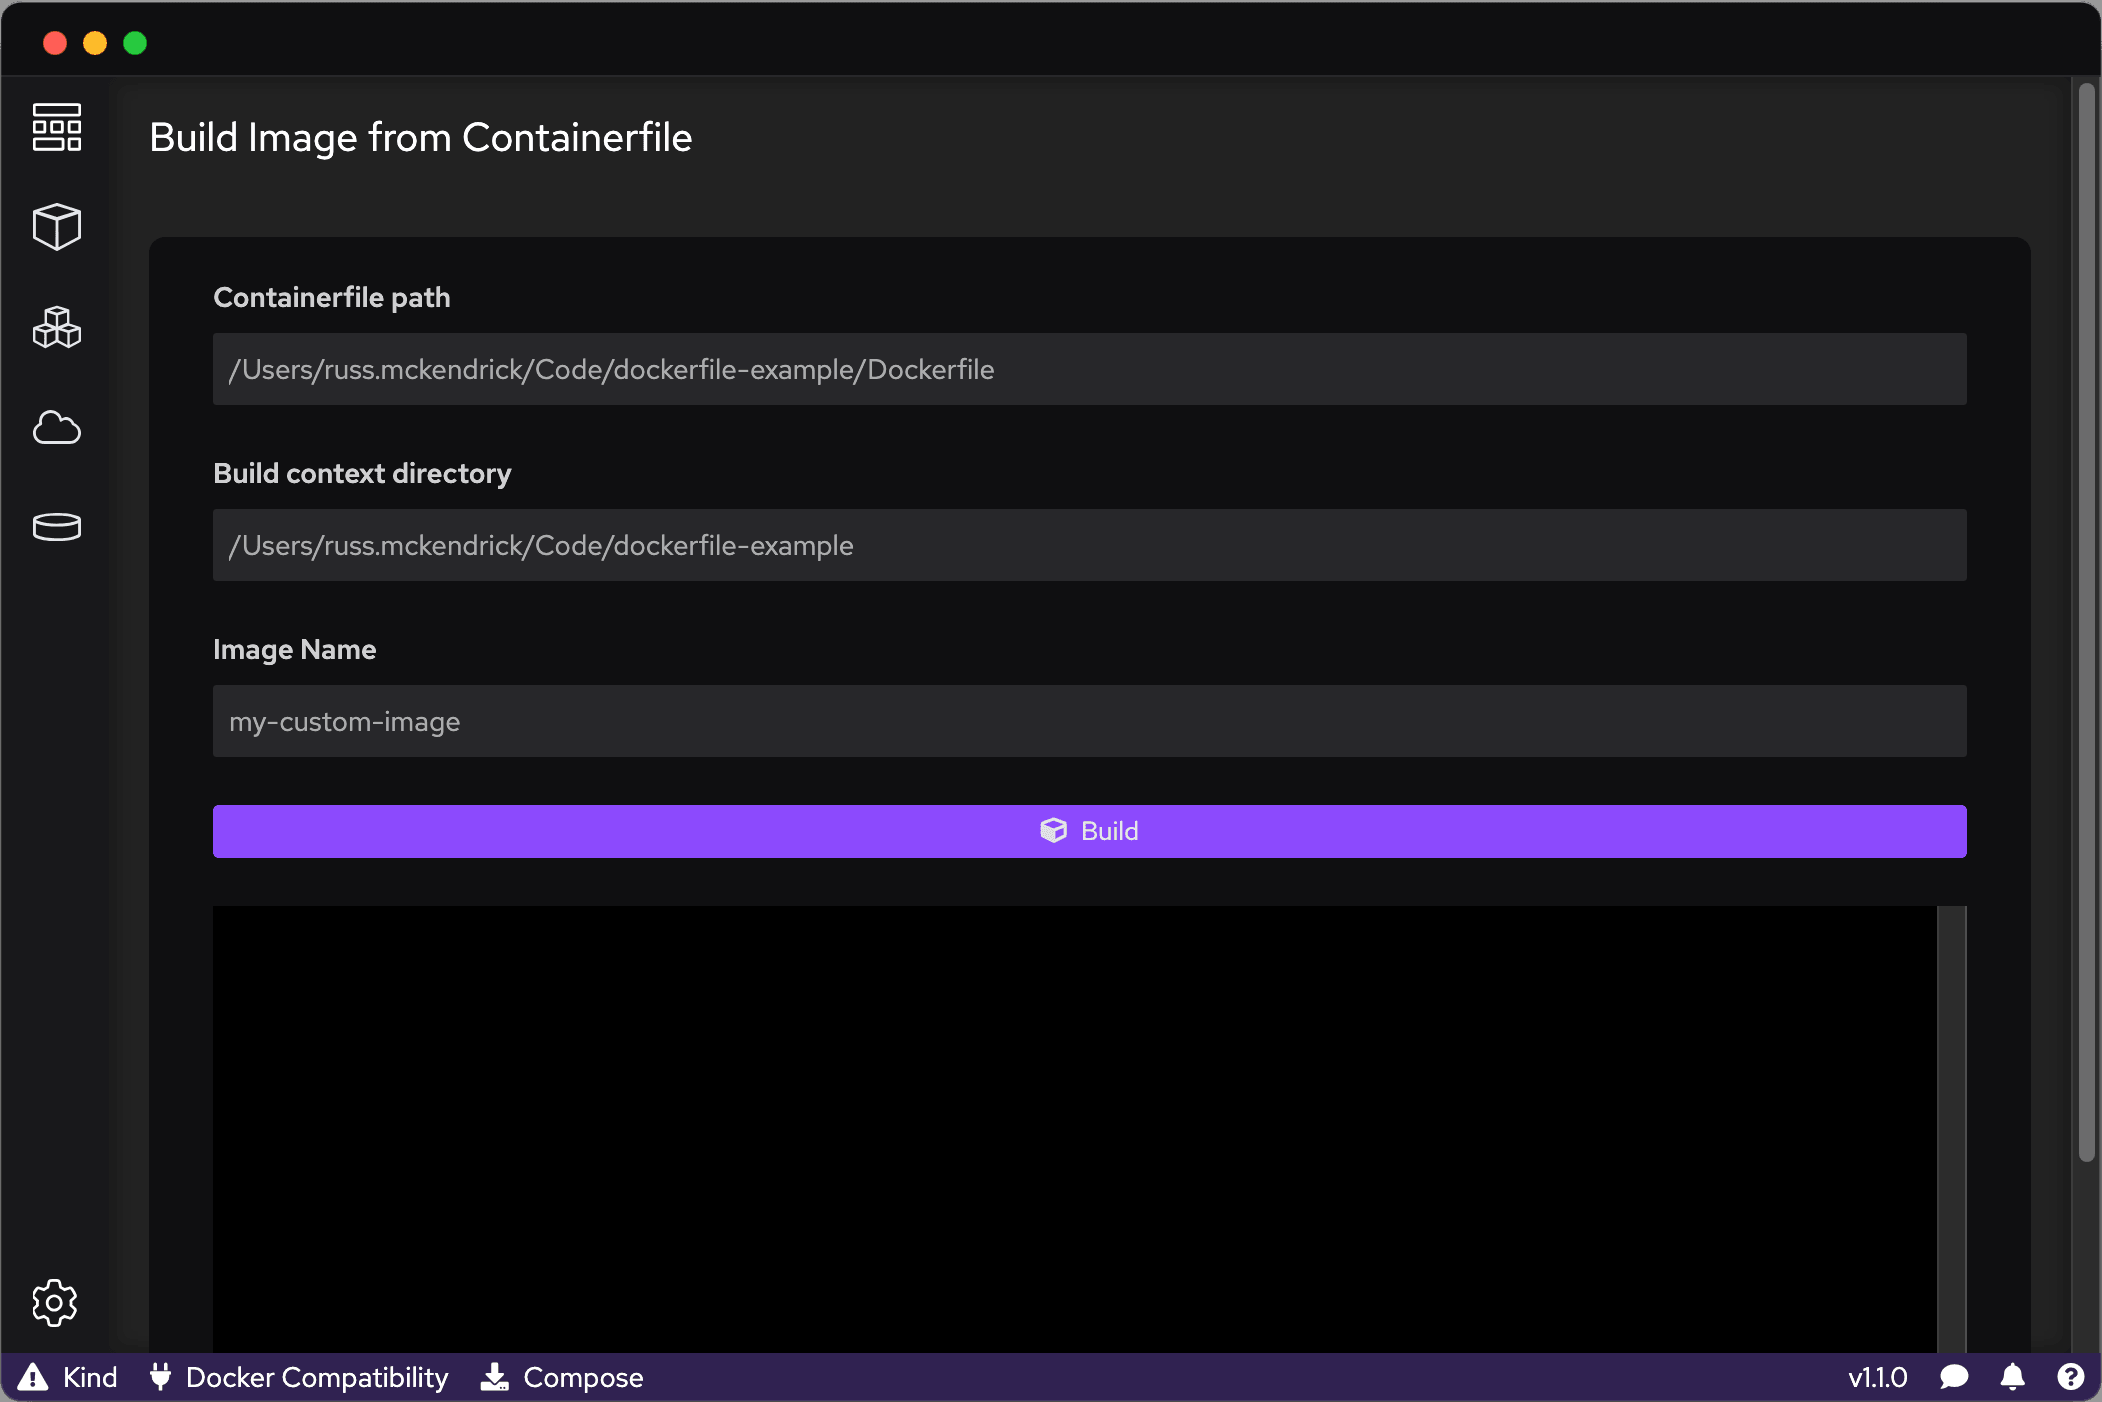 Build Image from Containerfile
Containerfile path
/Users/russ.mckendrick/Code/dockerfile-example/Dockerfile
Build context directory
/Users/russ.mckendrick/Code/dockerfile-example
Image Name
my-custom-image
Build
Kind Docker Compatibility Compose v1.1.0